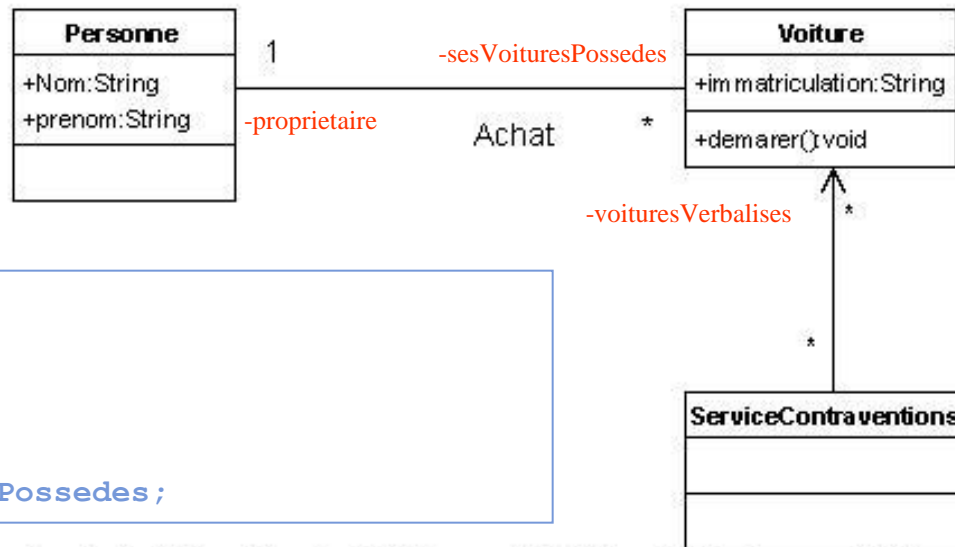 Personne
+Nom:String
+prenom:String
1
-proprietaire
-sesVoituresPossedes
Achat
*
Voiture
+immatriculation:String
+demarer():void
-voituresVerbalises
*
*
ServiceContraventions
Possedes;